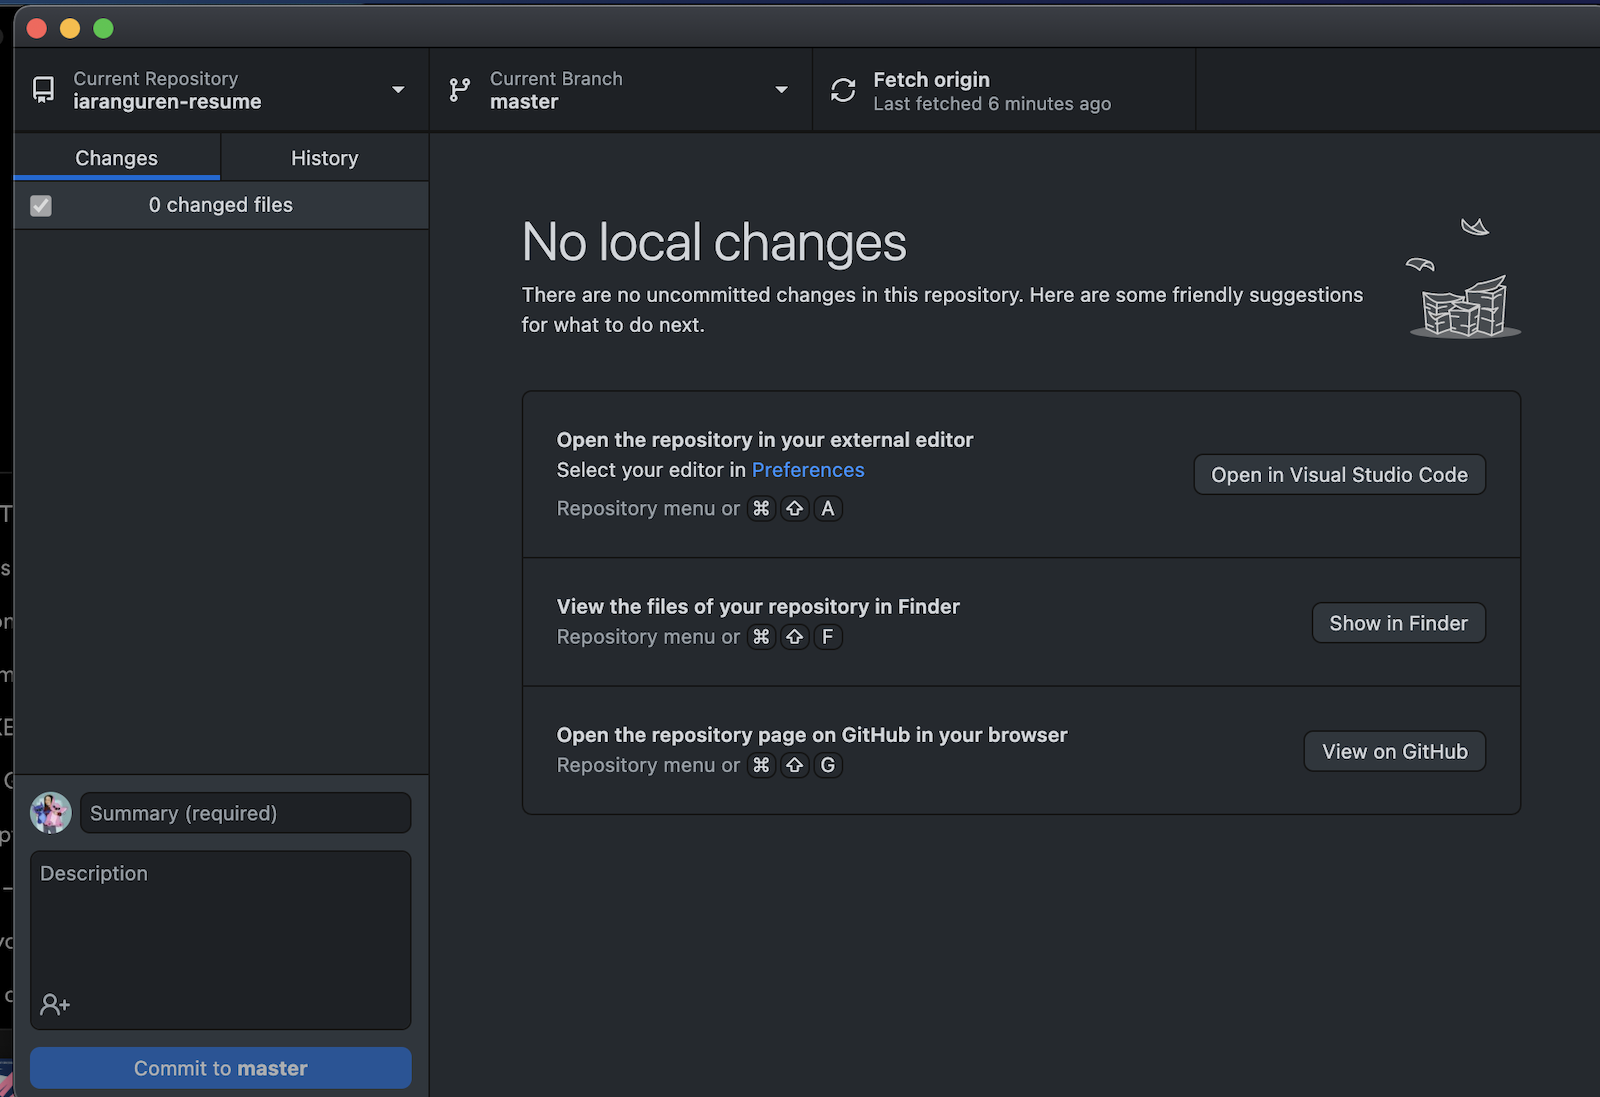 Current Repository
iaranguren-resume
Current Branch
master
Fetch origin
Last fetched 6 minutes ago
Changes
History
0 changed files
No local changes
There are no uncommitted changes in this repository. Here are some friendly suggestions
for what to do next.
Open the repository in your external editor
Select your editor in Preferences
Repository menu or ⌘ ⇧ A
Open in Visual Studio Code
View the files of your repository in Finder
Repository menu or ⌘ ⇧ F
Show in Finder
Open the repository page on GitHub in your browser
Repository menu or ⌘ ⇧ G
View on GitHub
Summary (required)
Description
Commit to master